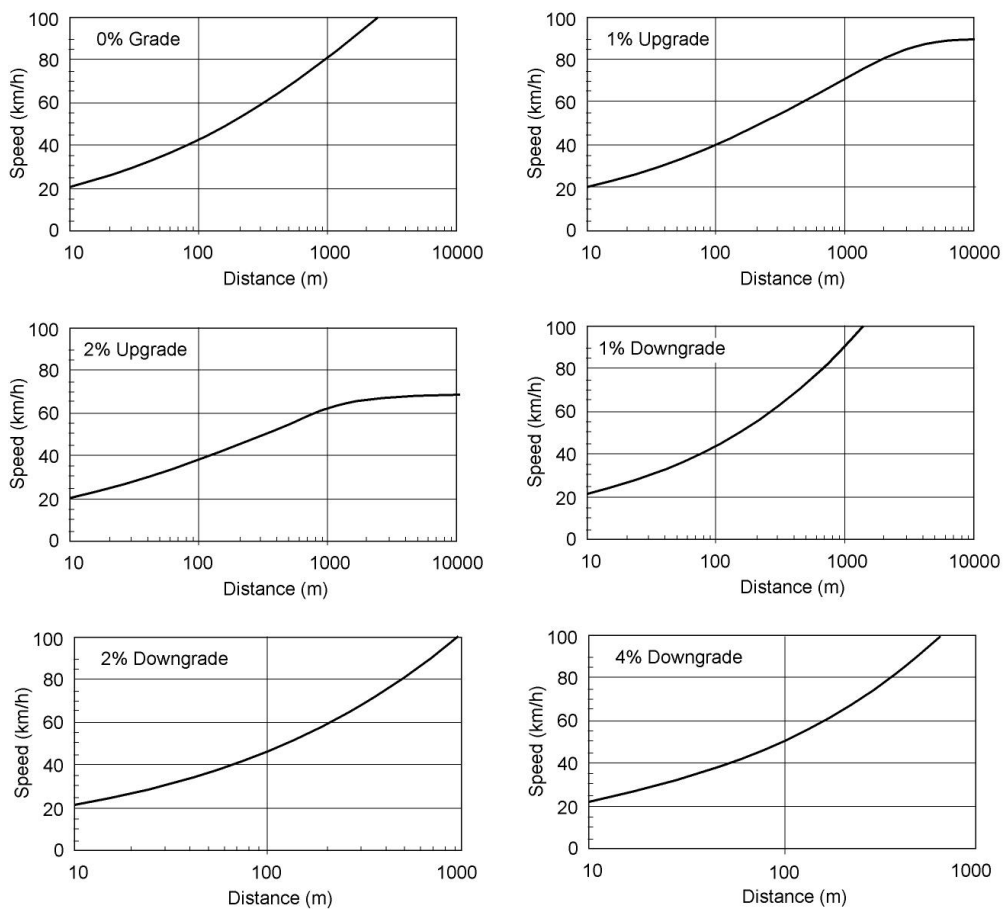 0% Grade
Speed (km/h)
100
80
60
40
20
0
10 100 1000 10000
Distance (m)
1% Upgrade
Speed (km/h)
100
80
60
40
20
0
10 100 1000 10000
Distance (m)
2% Upgrade
Speed (km/h)
100
80
60
40
20
0
10 100 1000 10000
Distance (m)
1% Downgrade
Speed (km/h)
100
80
60
40
20
0
10 100 1000 10000
Distance (m)
2% Downgrade
Speed (km/h)
100
80
60
40
20
0
10 100 1000
Distance (m)
4% Downgrade
Speed (km/h)
100
80
60
40
20
0
10 100 1000
Distance (m)